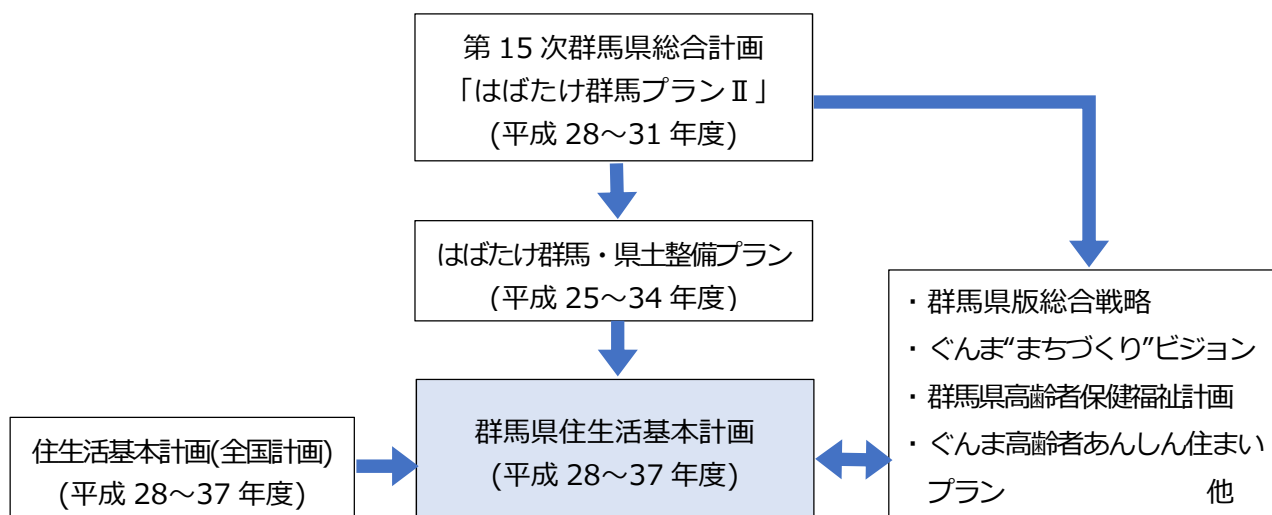 第 15 次群馬県総合計画
「はばたけ群馬プランⅡ」
(平成 28～31 年度)
はばたけ群馬・県土整備プラン
(平成 25～34 年度)
住生活基本計画(全国計画)
(平成 28～37 年度)
群馬県住生活基本計画
(平成 28～37 年度)
・群馬県版総合戦略
・ぐんま“まちづくり”ビジョン
・群馬県高齢者保健福祉計画
・ぐんま高齢者あんしん住まい
プラン 他